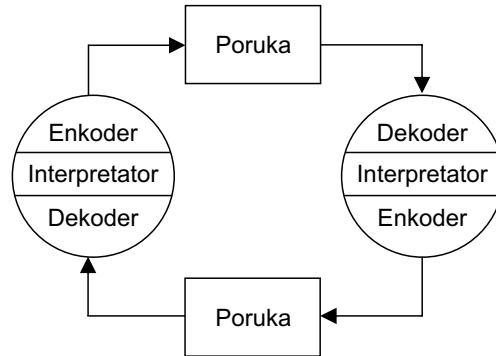 Poruka
Enkoder
Interpretator
Dekoder
Dekoder
Interpretator
Enkoder
Poruka